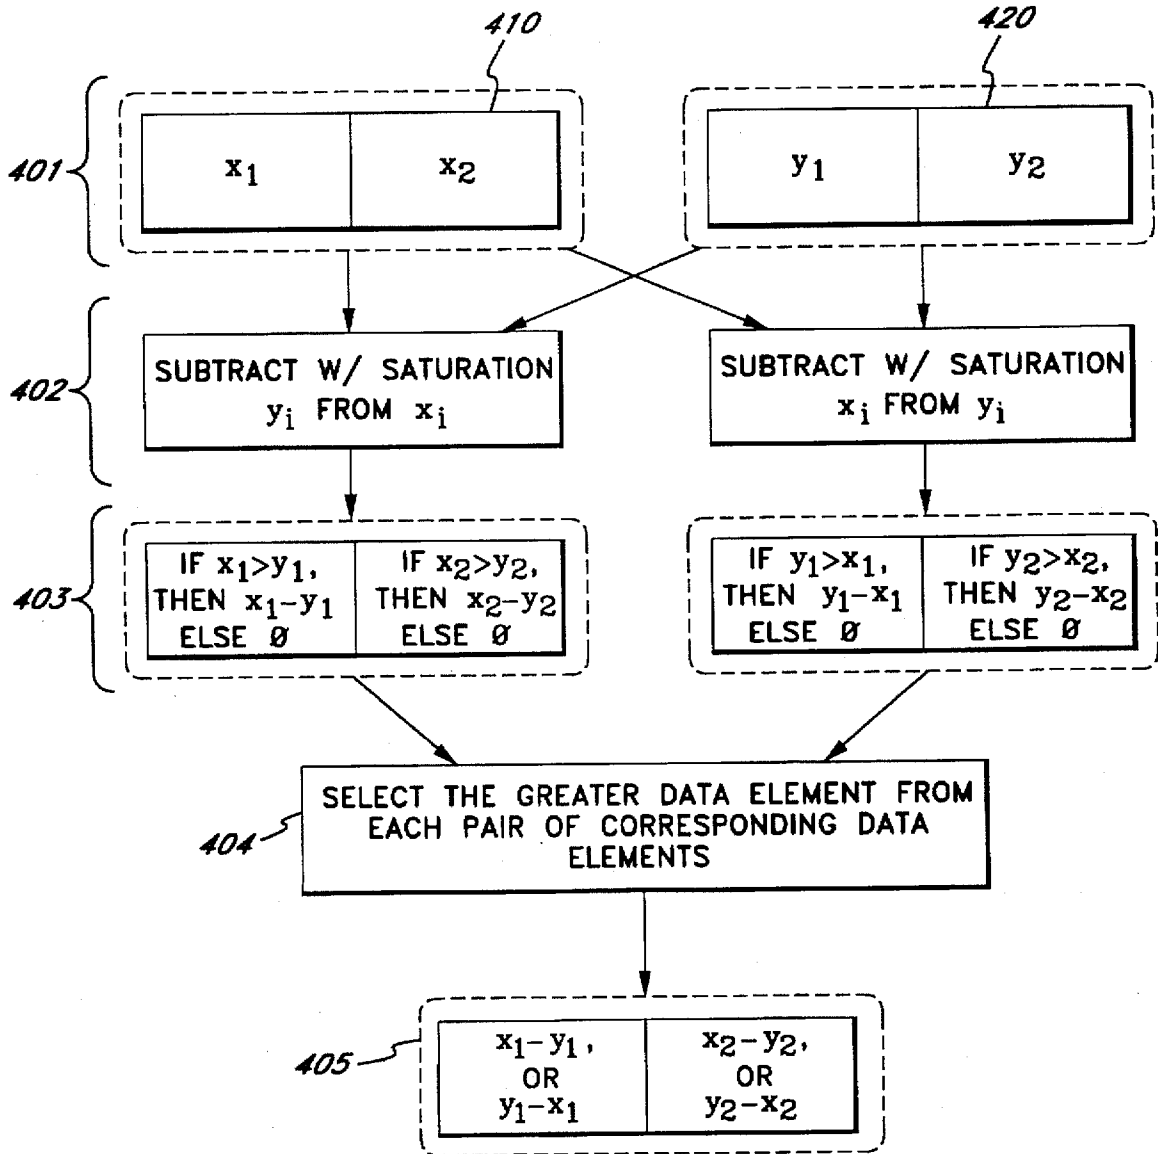 410
420
401
x1
x2
y1
y2
402
SUBTRACT W/ SATURATION
yi FROM xi
SUBTRACT W/ SATURATION
xi FROM yi
403
IF x1>y1,
THEN x1-y1
ELSE Ø
IF x2>y2,
THEN x2-y2
ELSE Ø
IF y1>x1,
THEN y1-x1
ELSE Ø
IF y2>x2,
THEN y2-x2
ELSE Ø
404
SELECT THE GREATER DATA ELEMENT FROM
EACH PAIR OF CORRESPONDING DATA
ELEMENTS
405
x1-y1,
OR
y1-x1
x2-y2,
OR
y2-x2